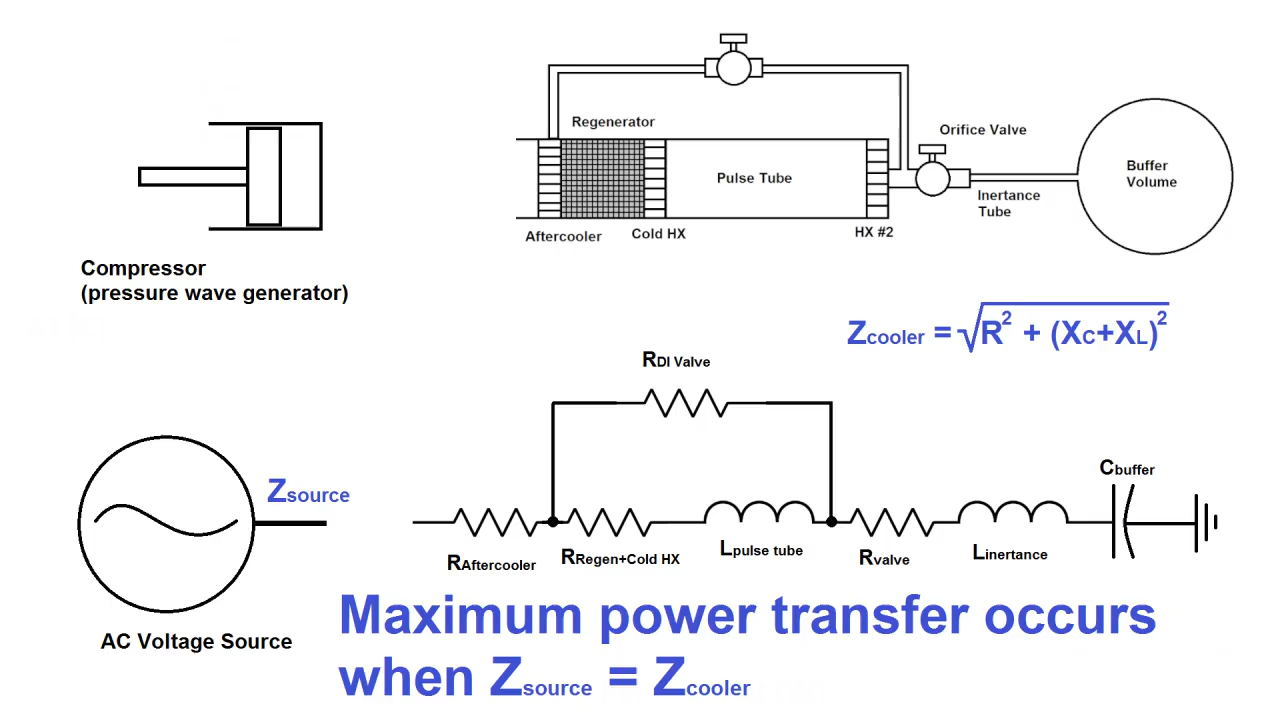 Regenerator
Orifice Valve
Pulse Tube
Buffer
Volume
Inertance
Tube
Aftercooler
Cold HX
HX #2
Compressor
(pressure wave generator)
Zcooler = √R² + (XC+XL)²
RDI Valve
Zsource
Cbuffer
RAftercooler
RRegen+Cold HX
Lpulse tube
Rvalve
Linertance
AC Voltage Source
Maximum power transfer occurs
when Zsource = Zcooler